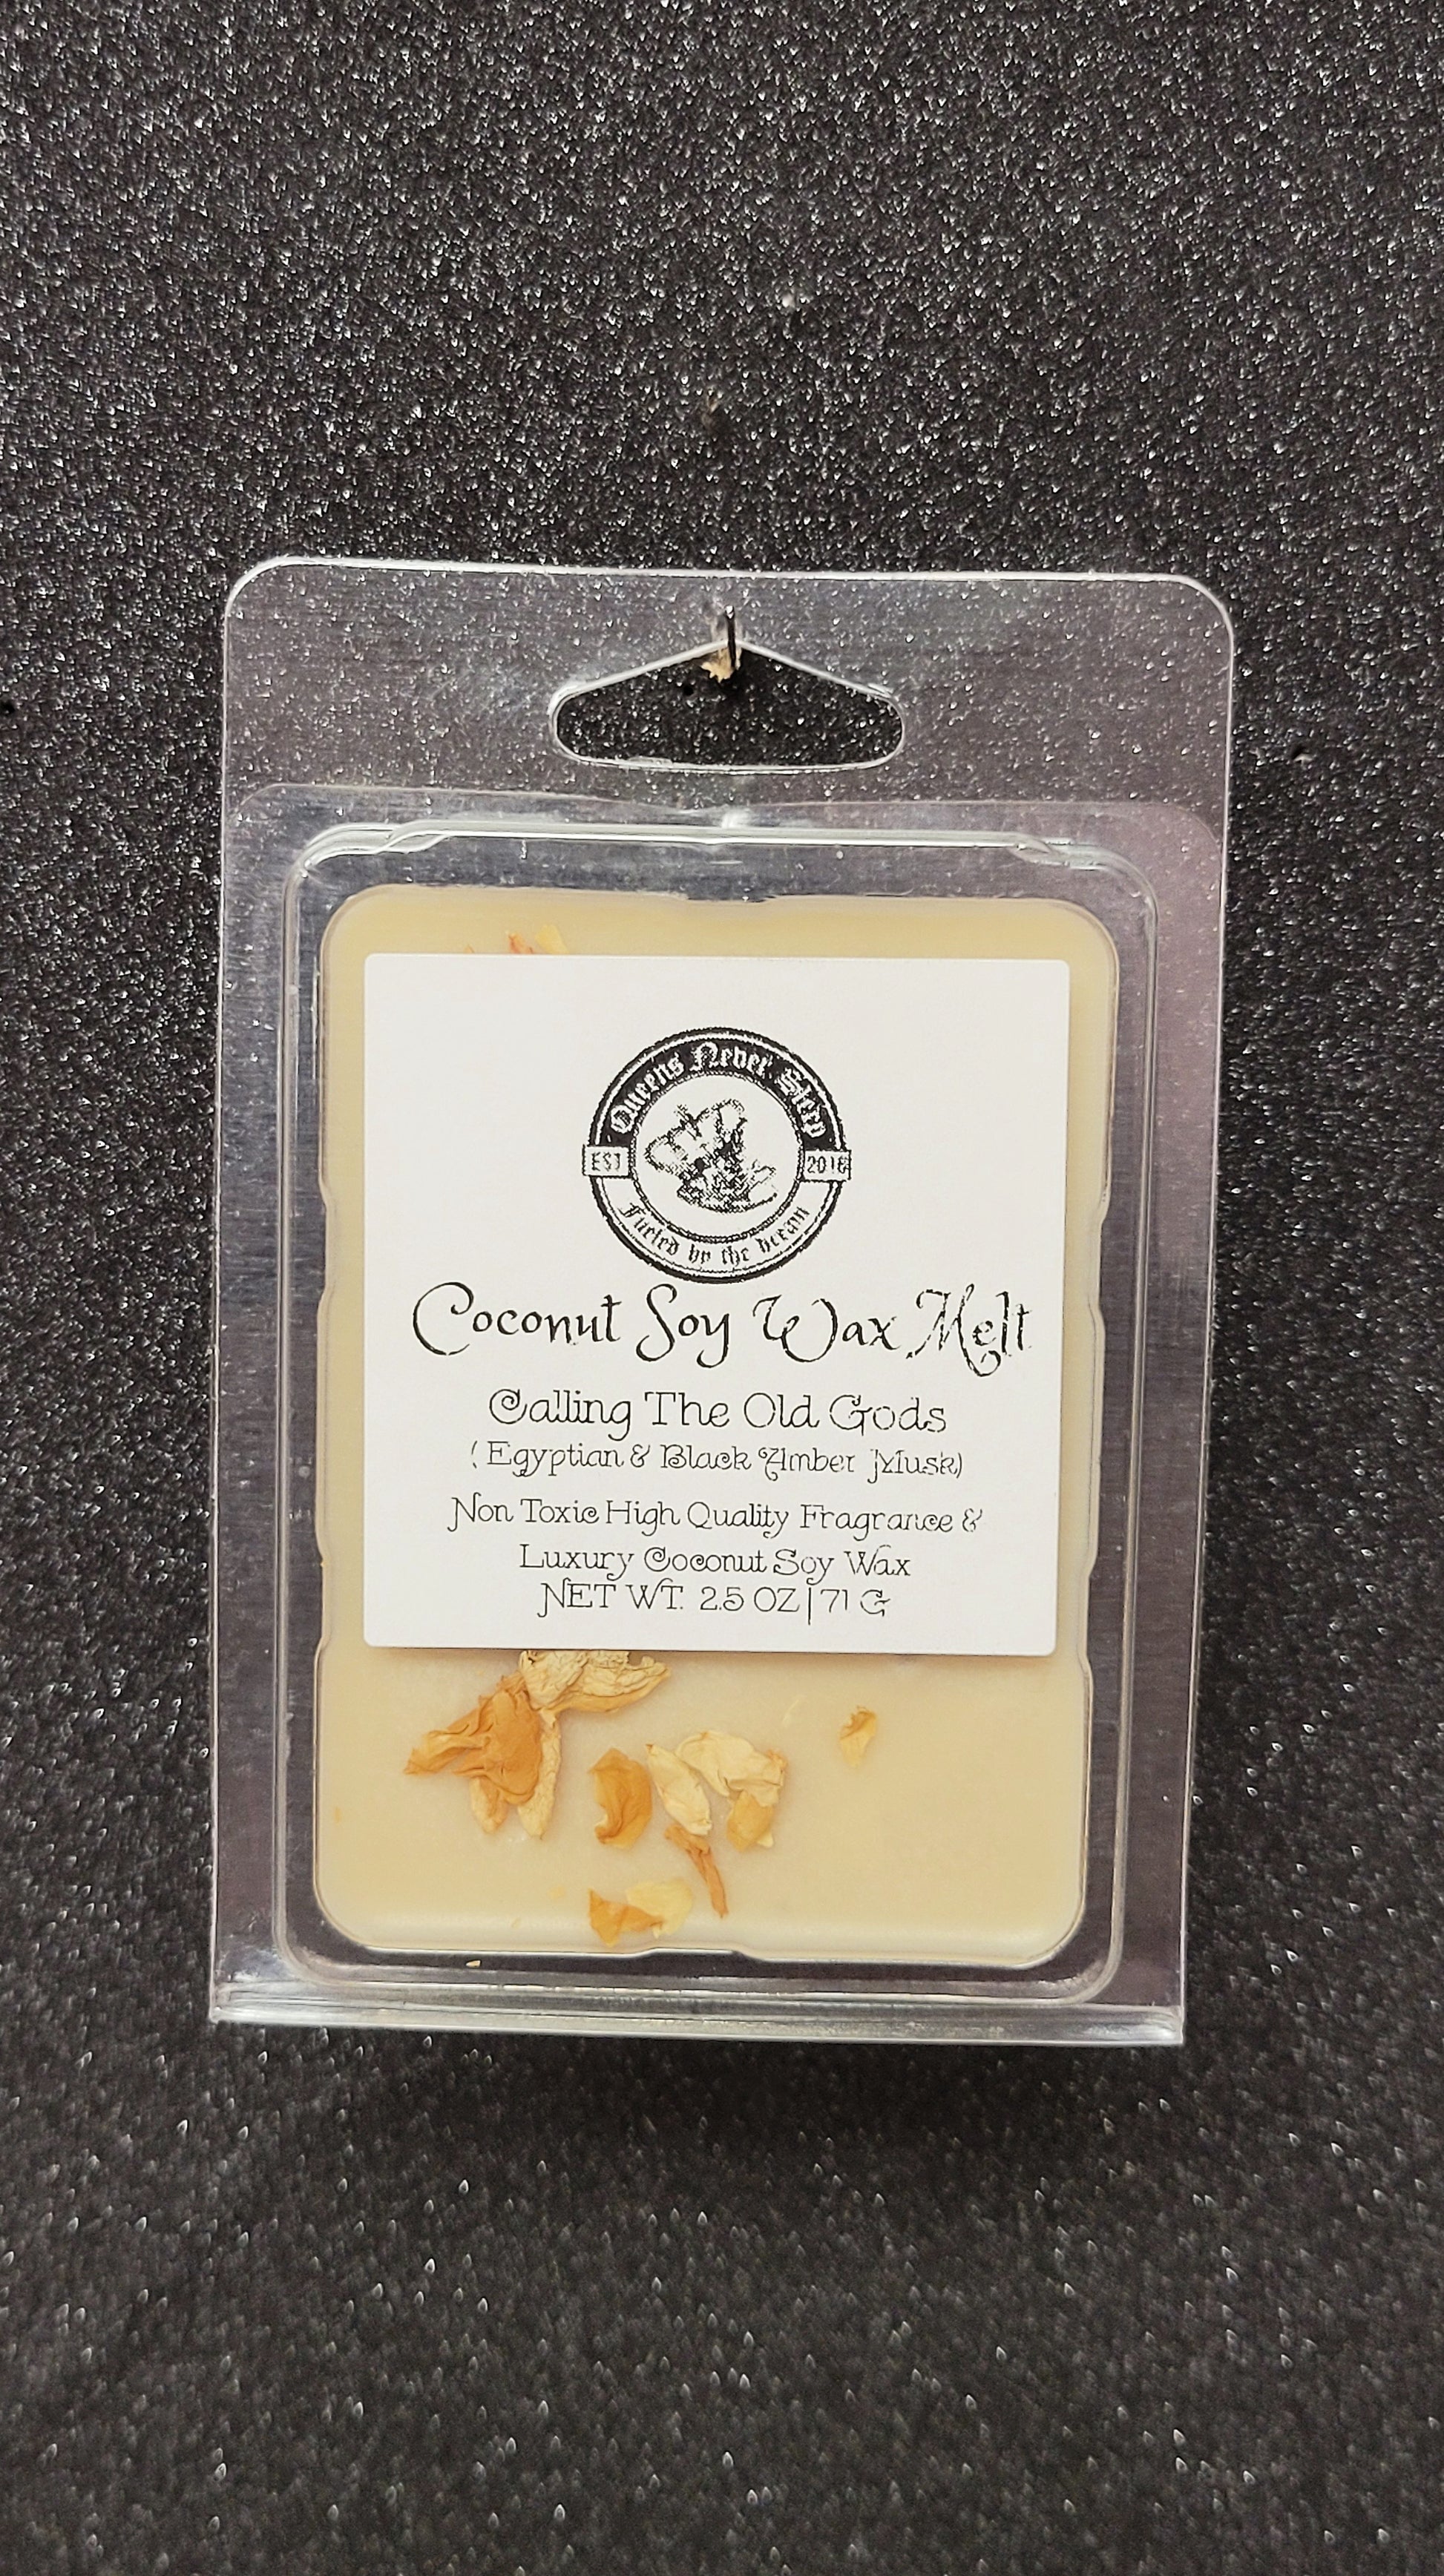 Queens Never Sleep
EST 2018
Fueled by the Ocean
Coconut Soy Wax Melt
Calling The Old Gods
( Egyptian & Black Amber Musk)
Non Toxic High Quality Fragrance &
Luxury Coconut Soy Wax
NET WT. 2.5 OZ | 71 G